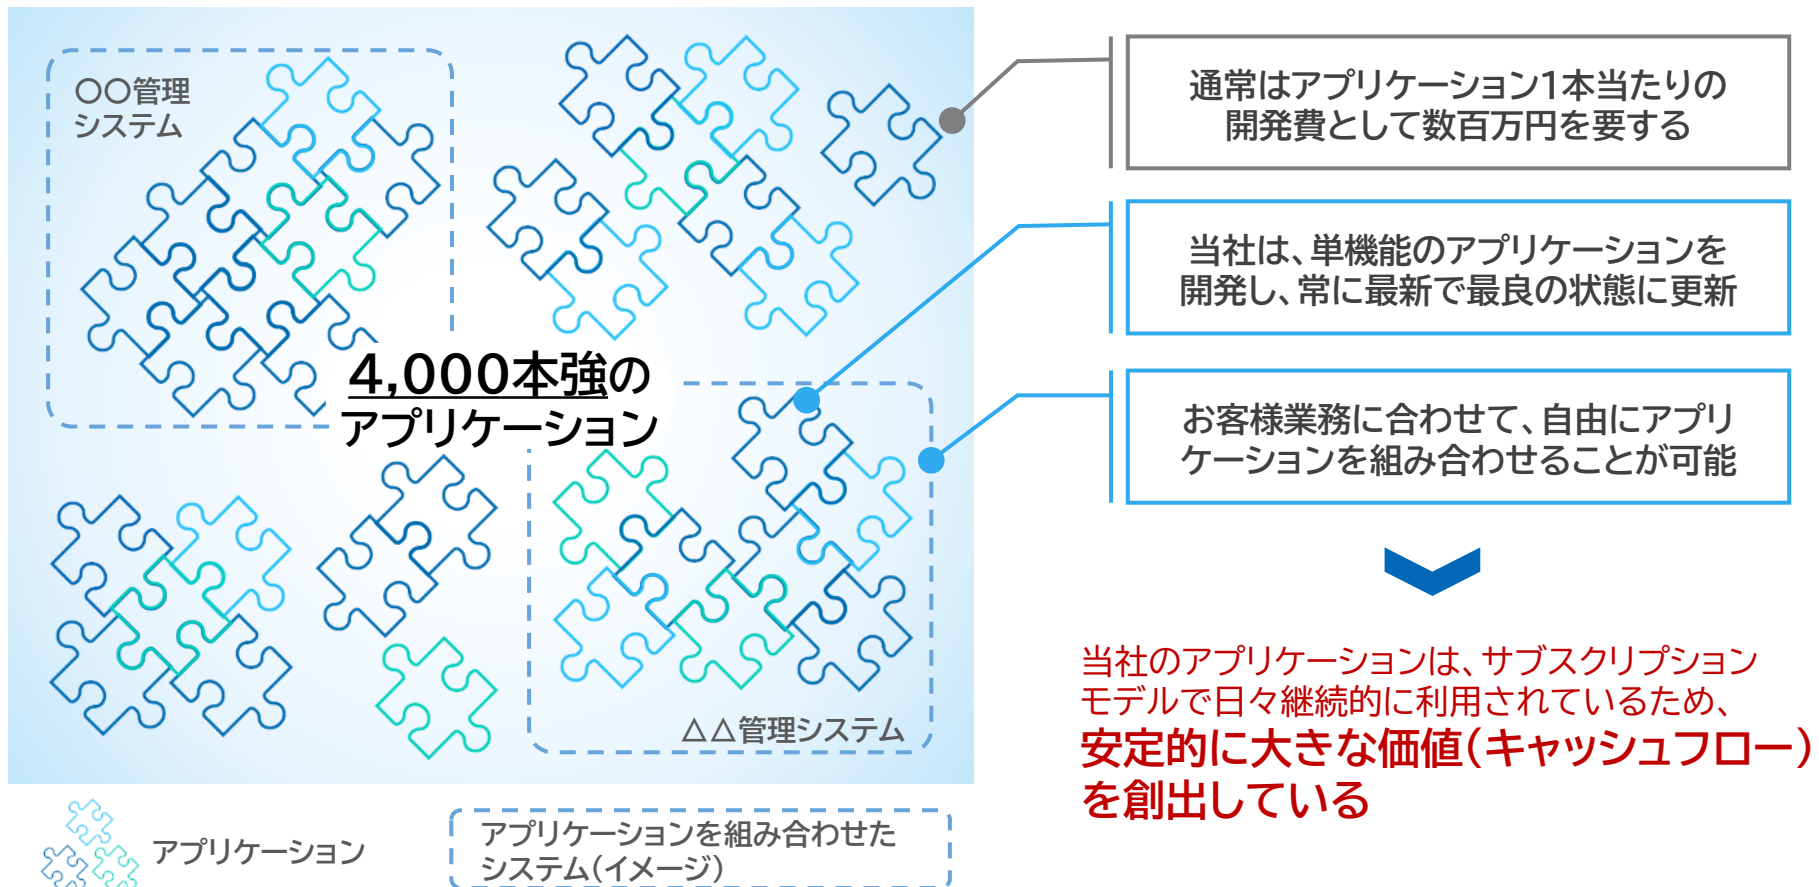 〇〇管理
システム
4,000本強の
アプリケーション
△△管理システム
アプリケーション
アプリケーションを組み合わせた
システム(イメージ)
通常はアプリケーション1本当たりの
開発費として数百万円を要する
当社は、単機能のアプリケーションを
開発し、常に最新で最良の状態に更新
お客様業務に合わせて、自由にアプリ
ケーションを組み合わせることが可能
当社のアプリケーションは、サブスクリプション
モデルで日々継続的に利用されているため、
安定的に大きな価値(キャッシュフロー)
を創出している